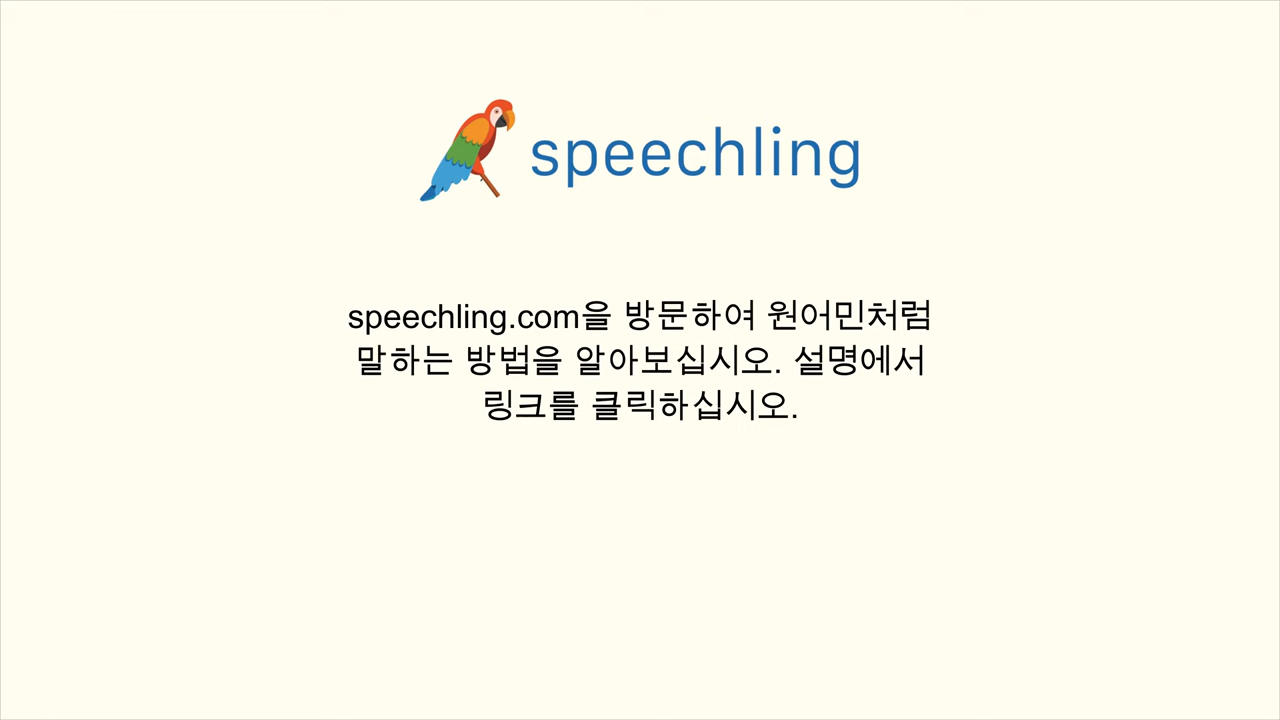 speechling
speechling.com을 방문하여 원어민처럼
말하는 방법을 알아보십시오. 설명에서
링크를 클릭하십시오.